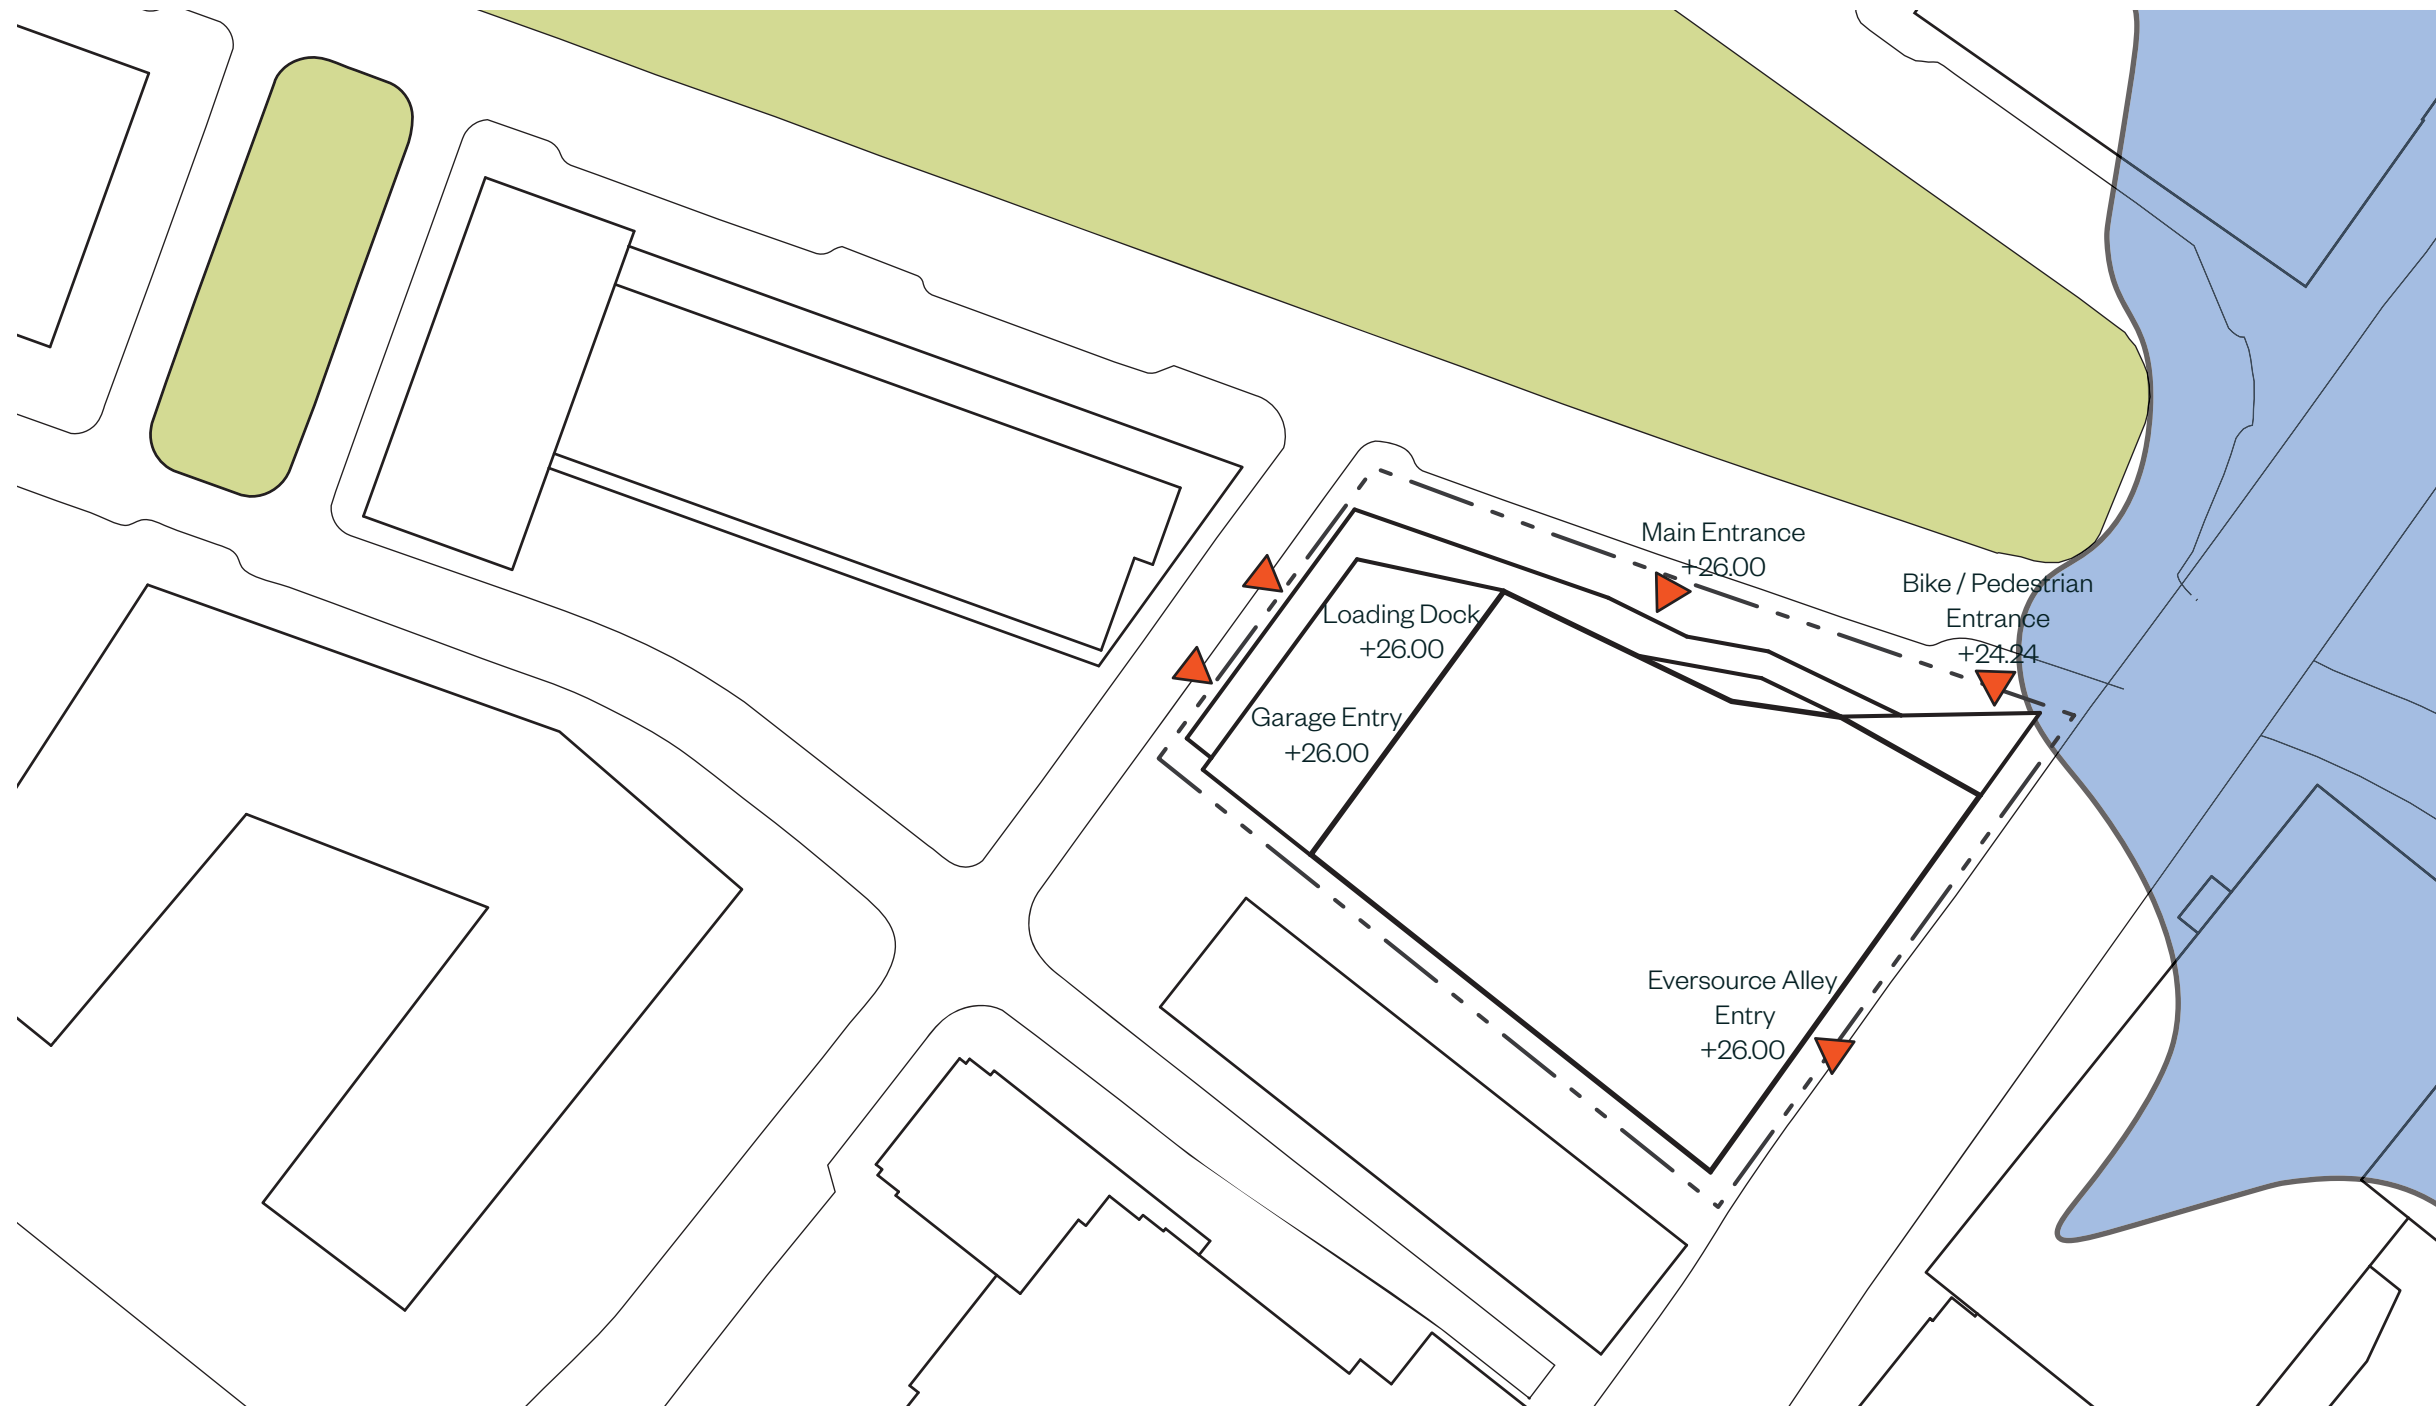 Main Entrance
+26.00
Bike / Pedestrian
Entrance
+24.24
Loading Dock
+26.00
Garage Entry
+26.00
Eversource Alley
Entry
+26.00